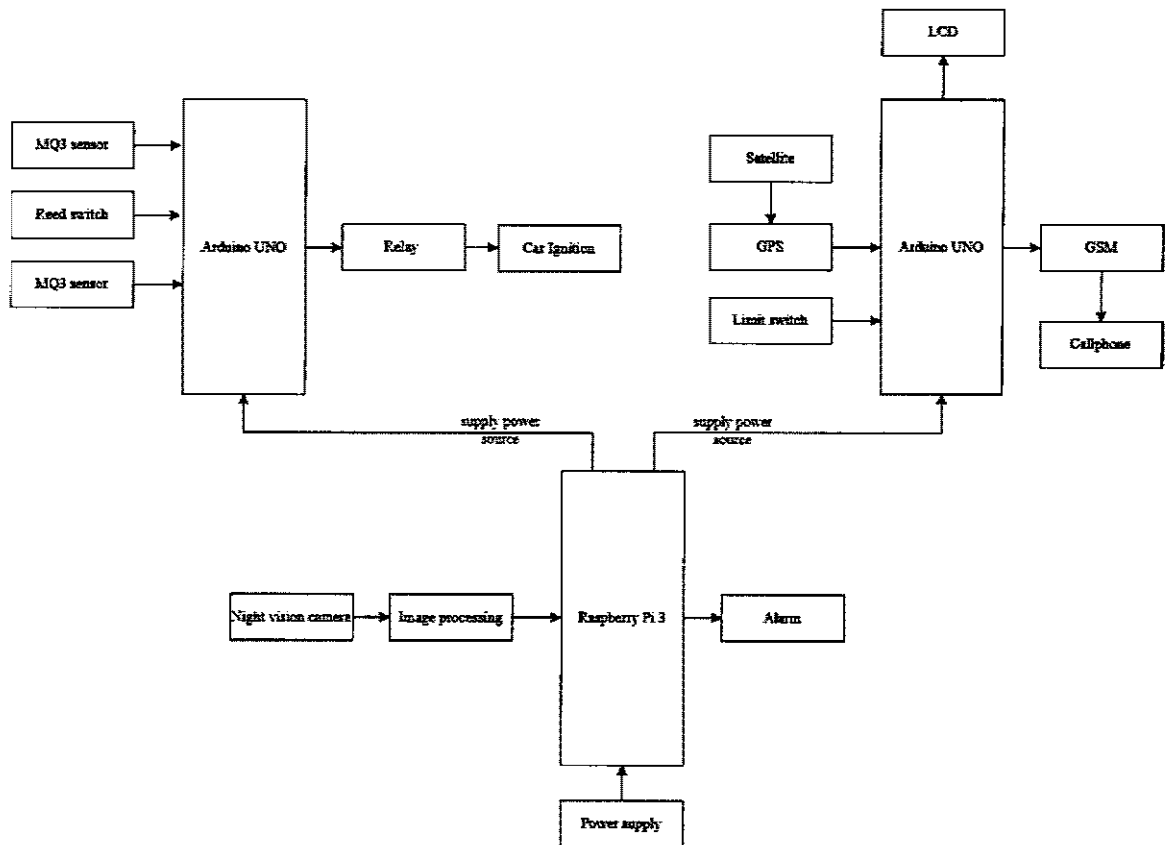 LCD
MQ3 sensor
Satellite
Reed switch
Arduino UNO
Relay
Car Ignition
GPS
Arduino UNO
GSM
MQ3 sensor
Limit switch
Cellphone
supply power
source
supply power
source
Night vision camera
Image processing
Raspberry Pi 3
Alarm
Power supply